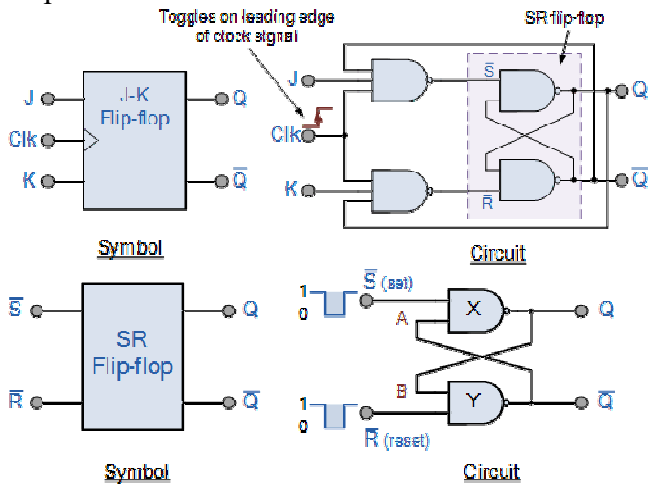 Toggles on leading edge
of clock signal
SR flip-flop
J
Clk
K
J-K
Flip-flop
Q
Q̅
J
Clk
K
S̅
R̅
Q
Q̅
Symbol
Circuit
S̅
R̅
SR
Flip-flop
Q
Q̅
1
0
S̅ (set)
A
X
B
Y
1
0
R̅ (reset)
Q
Q̅
Symbol
Circuit